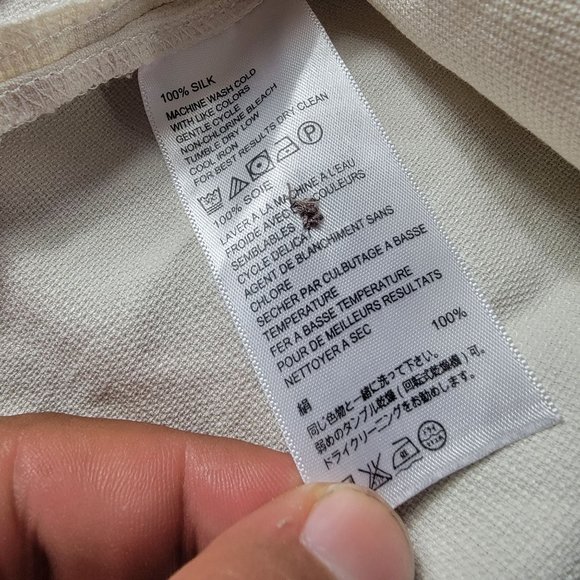 100% SILK
MACHINE WASH COLD
WITH LIKE COLORS
GENTLE CYCLE
NON-CHLORINE BLEACH
TUMBLE DRY LOW
COOL IRON
FOR BEST RESULTS DRY CLEAN
P
100% SOIE
LAVER A LA MACHINE A L'EAU
FROIDE AVEC COULEURS
SEMBLABLES
CYCLE DELICAT
AGENT DE BLANCHIMENT SANS
CHLORE
SECHER PAR CULBUTAGE A BASSE
TEMPERATURE
FER A BASSE TEMPERATURE
POUR DE MEILLEURS RESULTATS
NETTOYER A SEC
絹 100%
同じ色物と一緒に洗って下さい。
弱めのタンブル乾燥(回転式乾燥機)可。
ドライクリーニングをお勧めします。